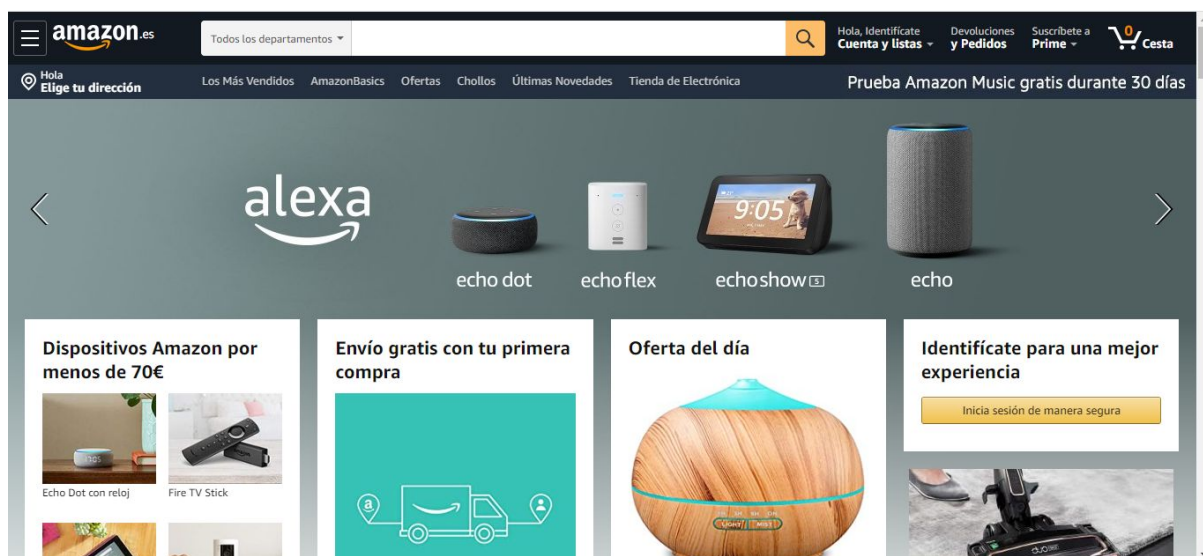 amazon.es
Todos los departamentos
Hola, Identifícate
Cuenta y listas
Devoluciones
y Pedidos
Suscríbete a
Prime
0
Cesta
Hola
Elige tu dirección
Los Más Vendidos
AmazonBasics
Ofertas
Chollos
Últimas Novedades
Tienda de Electrónica
Prueba Amazon Music gratis durante 30 días
alexa
9:05
echo dot
echo flex
echo show 5
echo
Dispositivos Amazon por
menos de 70€
Echo Dot con reloj
Fire TV Stick
Envío gratis con tu primera
compra
a
Oferta del día
LIGHT
MIST
Identifícate para una mejor
experiencia
Inicia sesión de manera segura